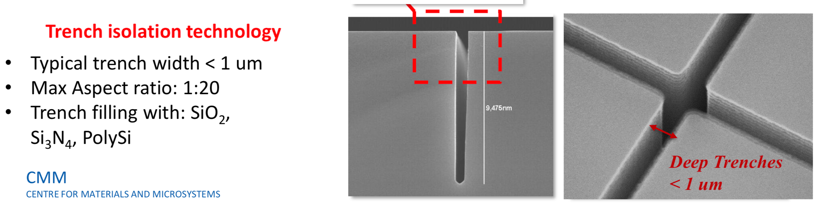 Trench isolation technology
• Typical trench width < 1 um
• Max Aspect ratio: 1:20
• Trench filling with: SiO₂,
Si₃N₄, PolySi
CMM
CENTRE FOR MATERIALS AND MICROSYSTEMS
9,475nm
Deep Trenches
< 1 um